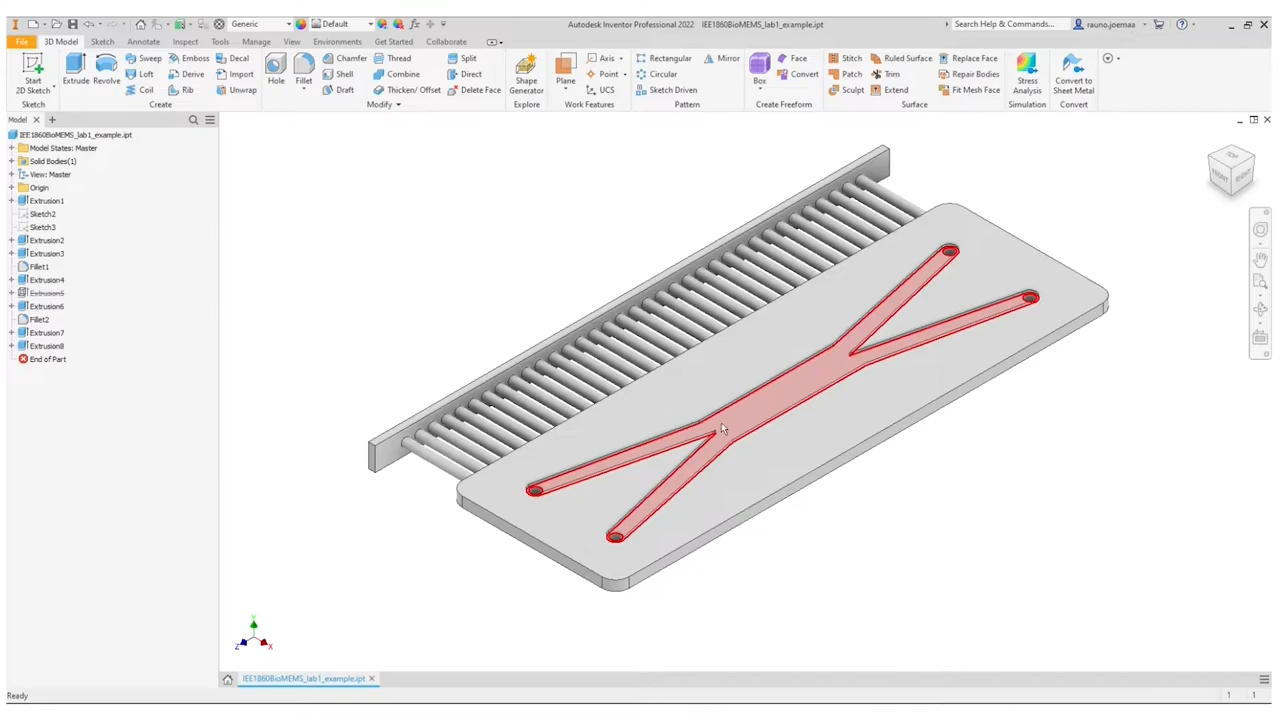 Generic
Default
Autodesk Inventor Professional 2022 IEE1860BioMEMS_lab1_example.ipt
Search Help & Commands...
rauno.joemaa
File 3D Model Sketch Annotate Inspect Tools Manage View Environments Get Started Collaborate
Start 2D Sketch
Extrude
Revolve
Sweep Emboss Decal
Loft Derive Import
Coil Rib Unwrap
Hole
Fillet
Chamfer Thread Split
Shell Combine Direct
Draft Thicken/ Offset Delete Face
Shape Generator
Plane
Axis
Point
UCS
Rectangular Mirror
Circular
Sketch Driven
Box
Face
Convert
Stitch Ruled Surface Replace Face
Patch Trim Repair Bodies
Sculpt Extend Fit Mesh Face
Stress Analysis
Convert to Sheet Metal
Sketch Create Modify Explore Work Features Pattern Create Freeform Surface Simulation Convert
Model
IEE1860BioMEMS_lab1_example.ipt
Model States: Master
Solid Bodies(1)
View: Master
Origin
Extrusion1
Sketch2
Sketch3
Extrusion2
Extrusion3
Fillet1
Extrusion4
Extrusion5
Extrusion6
Fillet2
Extrusion7
Extrusion8
End of Part
TOP
FRONT
RIGHT
Y
Z
X
IEE1860BioMEMS_lab1_example.ipt
Ready
1 1